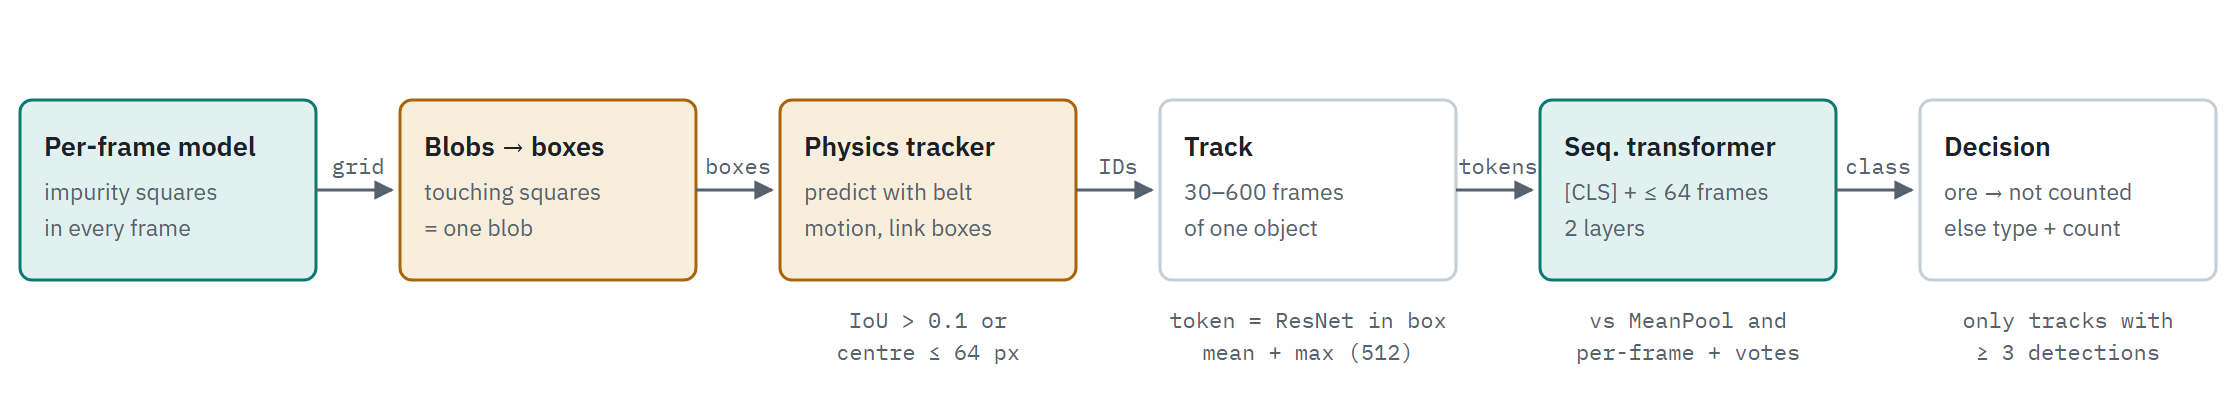 Per-frame model
impurity squares
in every frame
grid
Blobs → boxes
touching squares
= one blob
boxes
Physics tracker
predict with belt
motion, link boxes
IoU > 0.1 or
centre ≤ 64 px
IDs
Track
30–600 frames
of one object
token = ResNet in box
mean + max (512)
tokens
Seq. transformer
[CLS] + ≤ 64 frames
2 layers
vs MeanPool and
per-frame + votes
class
Decision
ore → not counted
else type + count
only tracks with
≥ 3 detections